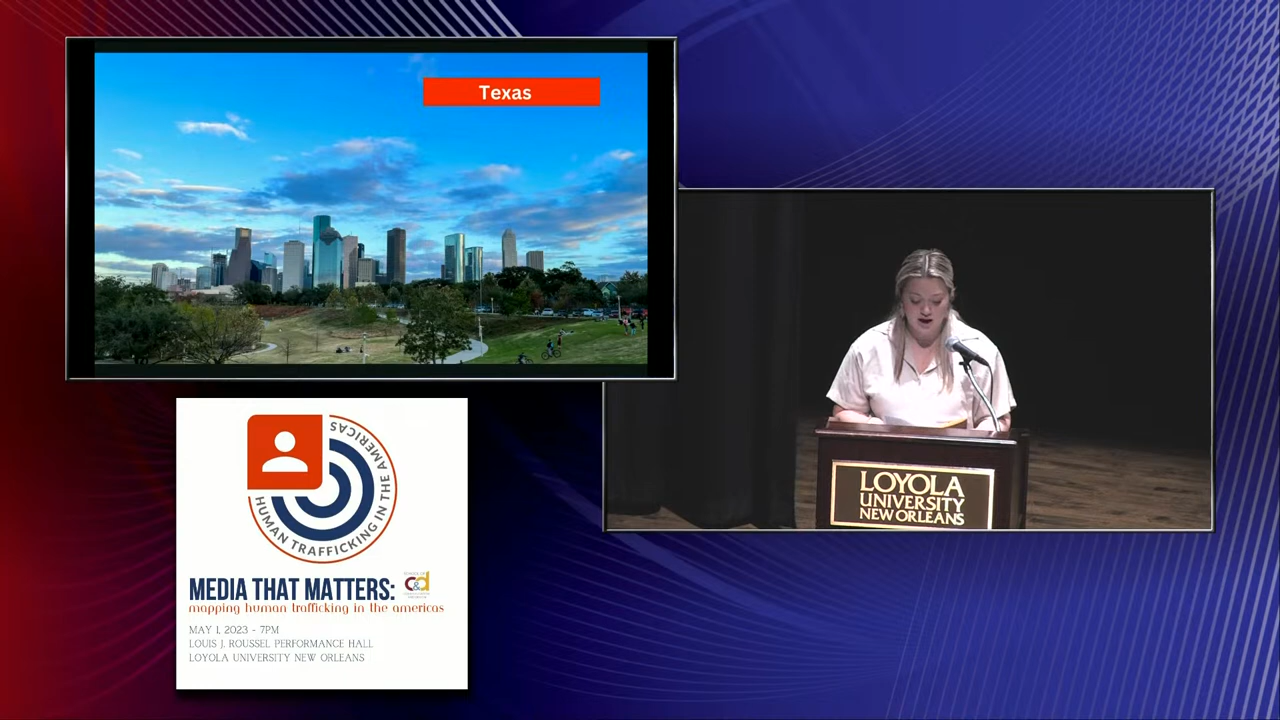 Texas
HUMAN TRAFFICKING IN THE AMERICAS
MEDIA THAT MATTERS:
c&d
mapping human trafficking in the americas
MAY 1, 2023 - 7PM
LOUIS J. ROUSSEL PERFORMANCE HALL
LOYOLA UNIVERSITY NEW ORLEANS
LOYOLA
UNIVERSITY
NEW ORLEANS